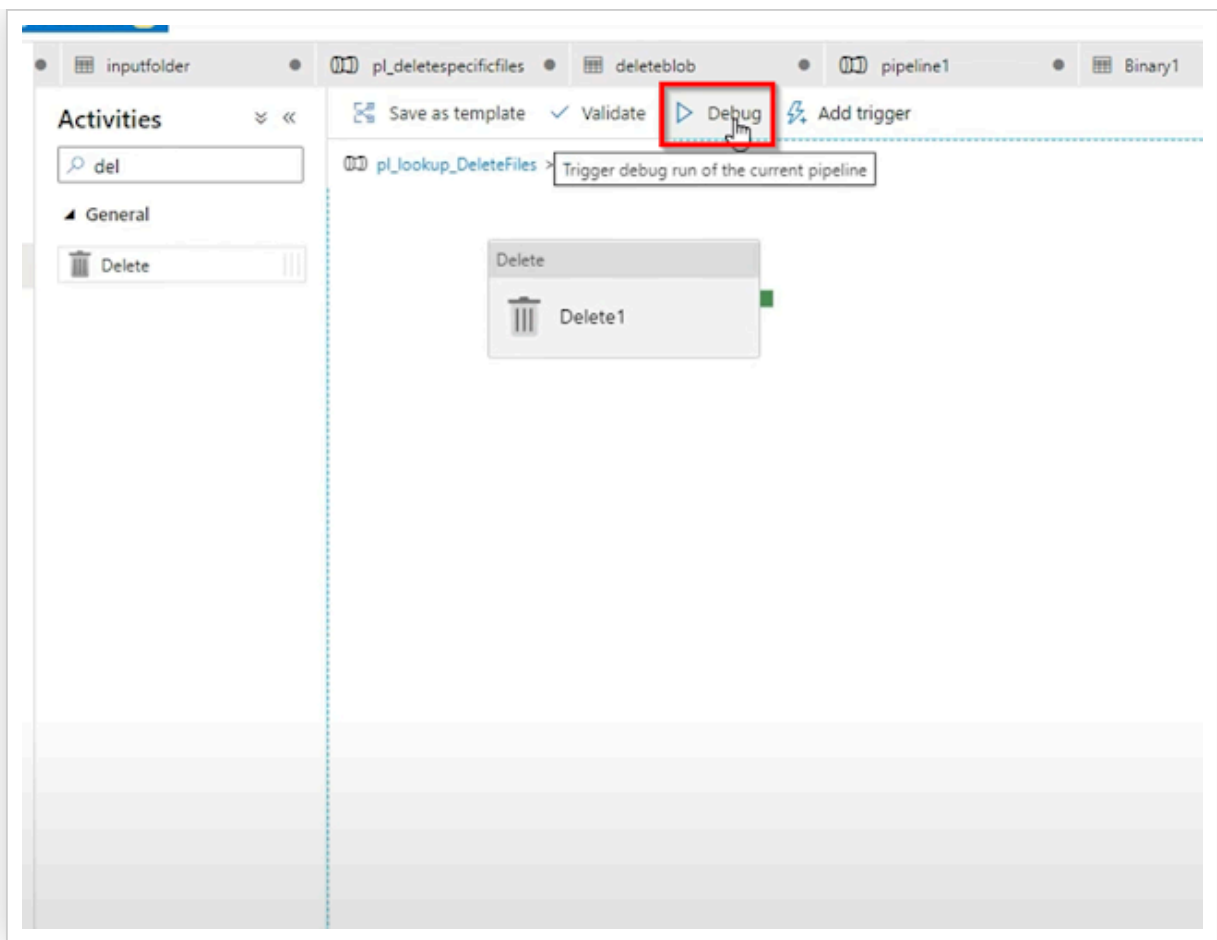 inputfolder pl_deletespecificfiles deleteblob pipeline1 Binary1
Activities
Save as template Validate Debug Add trigger
del
pl_lookup_DeleteFiles >
Trigger debug run of the current pipeline
General
Delete
Delete
Delete1